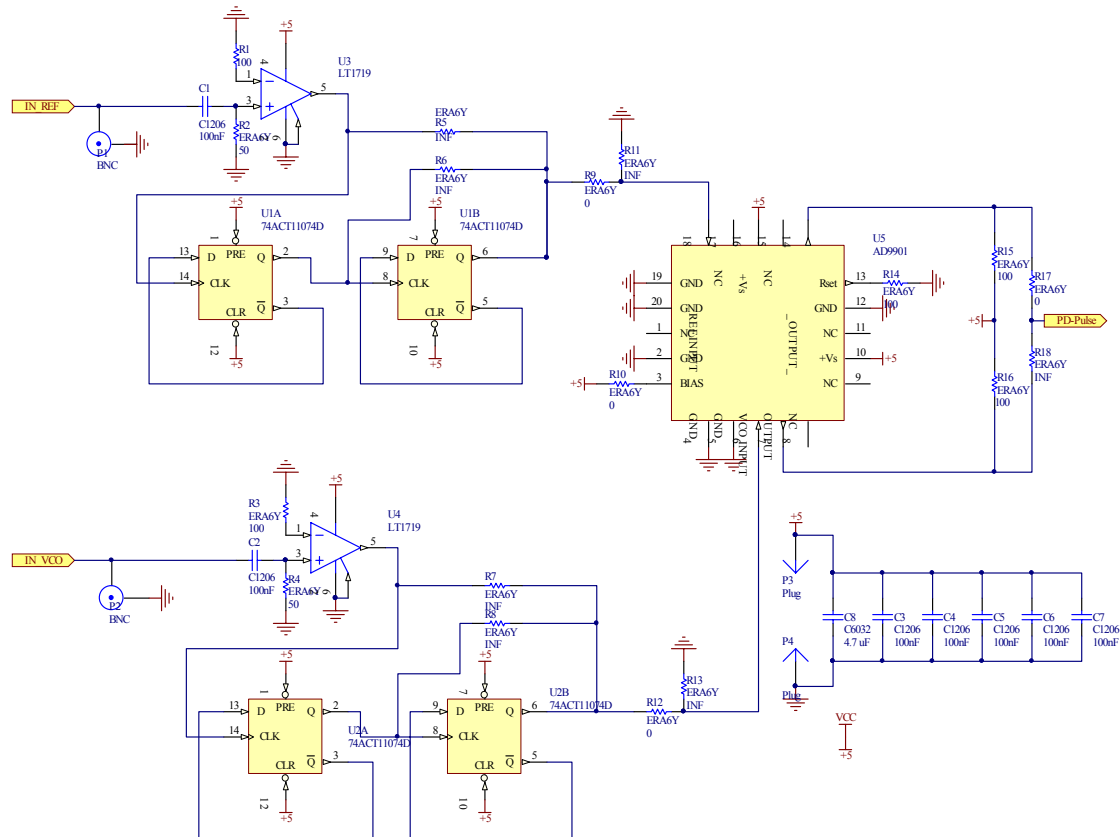 +5
R1
100
4
1
U3
LT1719
5
IN_REF
C1
C1206
100nF
3
R2
ERA6Y
50
6
P1
BNC
ERA6Y
R5
INF
R6
ERA6Y
INF
R9
ERA6Y
0
R11
ERA6Y
INF
+5
U1A
74ACT11074D
1
13
D
PRE
Q
2
14
CLK
Q
3
CLR
12
+5
+5
U1B
74ACT11074D
7
9
D
PRE
Q
6
8
CLK
Q
5
CLR
10
+5
+5
18
17
16
15
14
U5
AD9901
NC
+Vs
NC
19
GND
20
GND
1
NC
2
GND
3
BIAS
REF INPUT
_OUTPUT_
Rset
13
GND
12
NC
11
+Vs
10
+5
NC
9
R14
ERA6Y
+5
R10
ERA6Y
0
GND
GND
VCO INPUT
OUTPUT
NC
4
5
6
7
8
R15
ERA6Y
100
R17
ERA6Y
0
+5
PD-Pulse
R16
ERA6Y
100
R18
ERA6Y
INF
+5
R3
ERA6Y
100
4
1
U4
LT1719
5
IN_VCO
C2
C1206
100nF
3
R4
ERA6Y
50
6
P2
BNC
R7
ERA6Y
INF
R8
ERA6Y
INF
R12
ERA6Y
0
R13
ERA6Y
INF
+5
1
13
D
PRE
Q
2
14
CLK
Q
3
CLR
12
+5
U2A
74ACT11074D
+5
U2B
74ACT11074D
7
9
D
PRE
Q
6
8
CLK
Q
5
CLR
10
+5
+5
P3
Plug
P4
Plug
C8
C6032
4.7 uF
C3
C1206
100nF
C4
C1206
100nF
C5
C1206
100nF
C6
C1206
100nF
C7
C1206
100nF
VCC
+5